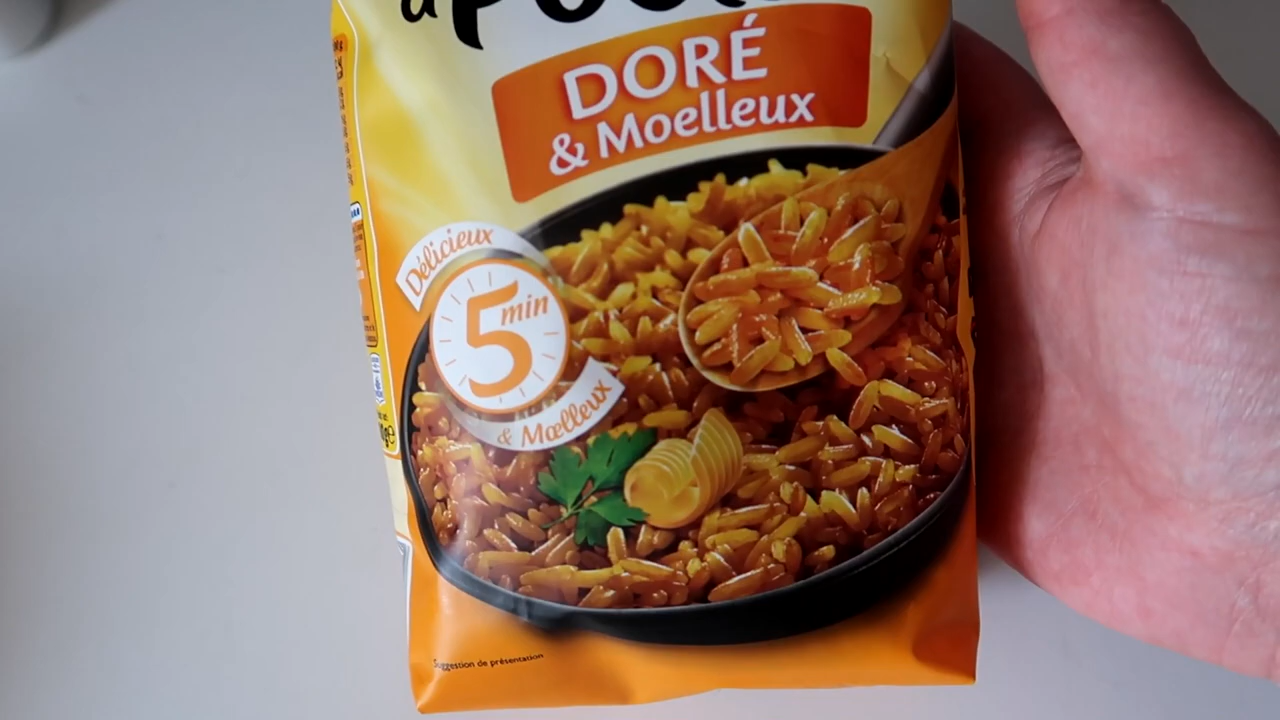 DORÉ
& Moelleux
Délicieux
5 min
& Mœlleux
Suggestion de présentation